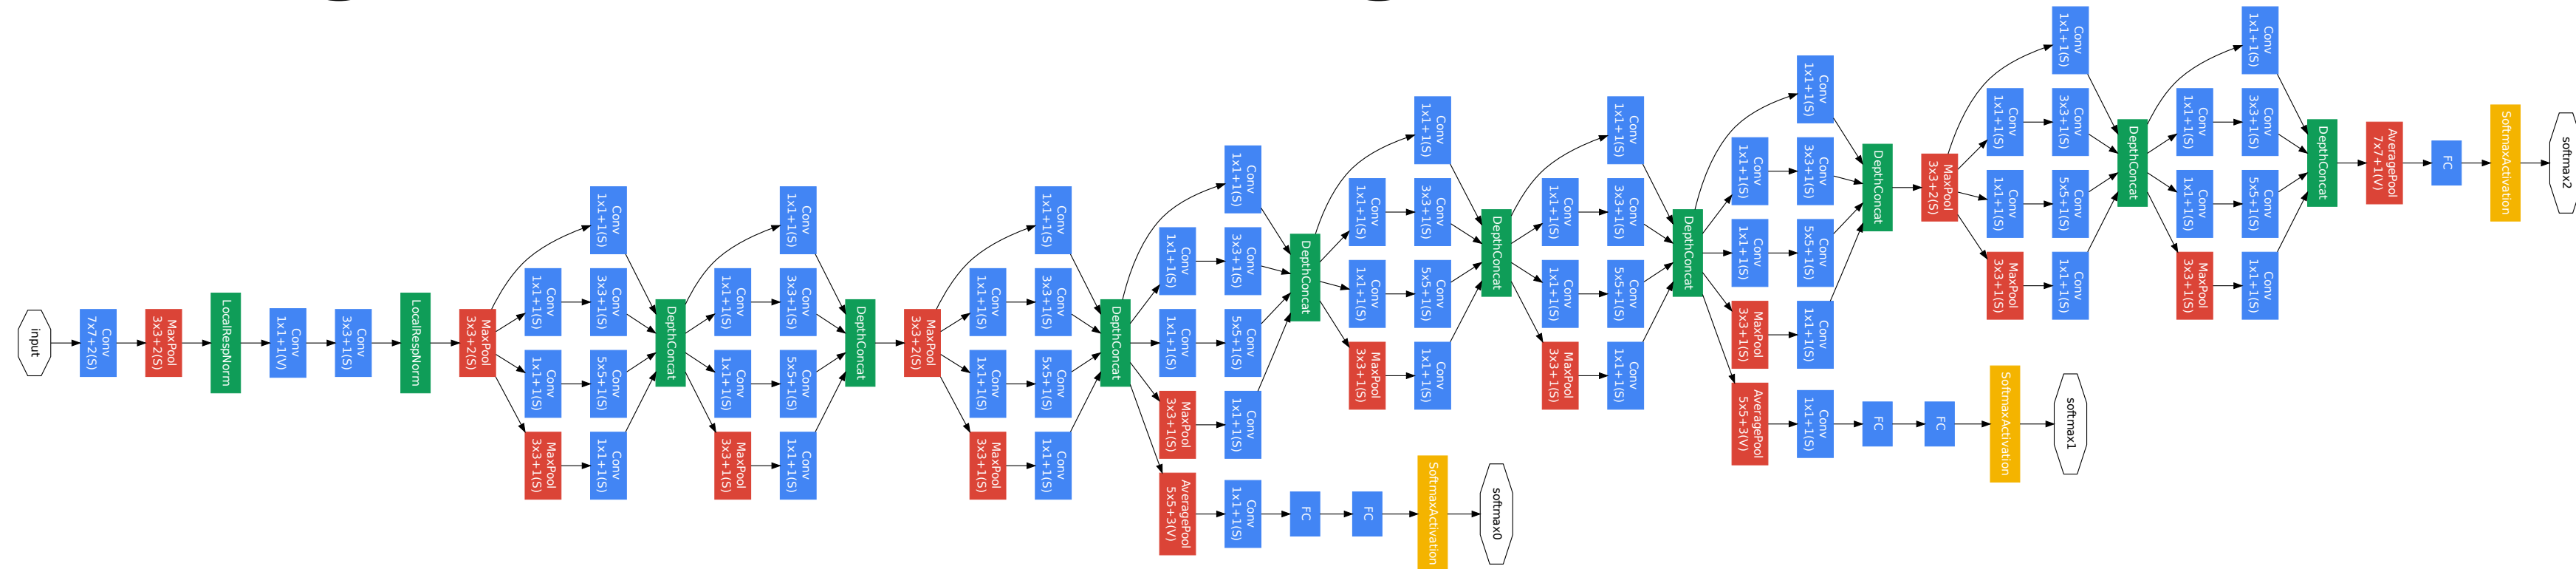 input
Conv
7x7+2(S)
MaxPool
3x3+2(S)
LocalRespNorm
Conv
1x1+1(V)
Conv
3x3+1(S)
LocalRespNorm
MaxPool
3x3+2(S)
Conv
1x1+1(S)
Conv
1x1+1(S)
MaxPool
3x3+1(S)
Conv
1x1+1(S)
Conv
3x3+1(S)
Conv
5x5+1(S)
Conv
1x1+1(S)
DepthConcat
Conv
1x1+1(S)
Conv
1x1+1(S)
MaxPool
3x3+1(S)
Conv
1x1+1(S)
Conv
3x3+1(S)
Conv
5x5+1(S)
Conv
1x1+1(S)
DepthConcat
MaxPool
3x3+2(S)
Conv
1x1+1(S)
Conv
1x1+1(S)
MaxPool
3x3+1(S)
Conv
1x1+1(S)
Conv
3x3+1(S)
Conv
5x5+1(S)
Conv
1x1+1(S)
DepthConcat
Conv
1x1+1(S)
Conv
1x1+1(S)
MaxPool
3x3+1(S)
AveragePool
5x5+3(V)
Conv
1x1+1(S)
Conv
3x3+1(S)
Conv
5x5+1(S)
Conv
1x1+1(S)
Conv
1x1+1(S)
DepthConcat
FC
Conv
1x1+1(S)
Conv
1x1+1(S)
MaxPool
3x3+1(S)
FC
Conv
1x1+1(S)
Conv
3x3+1(S)
Conv
5x5+1(S)
Conv
1x1+1(S)
SoftmaxActivation
DepthConcat
softmax0
Conv
1x1+1(S)
Conv
1x1+1(S)
MaxPool
3x3+1(S)
Conv
1x1+1(S)
Conv
3x3+1(S)
Conv
5x5+1(S)
Conv
1x1+1(S)
DepthConcat
Conv
1x1+1(S)
Conv
1x1+1(S)
MaxPool
3x3+1(S)
AveragePool
5x5+3(V)
Conv
1x1+1(S)
Conv
3x3+1(S)
Conv
5x5+1(S)
Conv
1x1+1(S)
Conv
1x1+1(S)
DepthConcat
FC
MaxPool
3x3+2(S)
FC
Conv
1x1+1(S)
Conv
1x1+1(S)
MaxPool
3x3+1(S)
SoftmaxActivation
Conv
1x1+1(S)
Conv
3x3+1(S)
Conv
5x5+1(S)
Conv
1x1+1(S)
softmax1
DepthConcat
Conv
1x1+1(S)
Conv
1x1+1(S)
MaxPool
3x3+1(S)
Conv
1x1+1(S)
Conv
3x3+1(S)
Conv
5x5+1(S)
Conv
1x1+1(S)
DepthConcat
AveragePool
7x7+1(V)
FC
SoftmaxActivation
softmax2